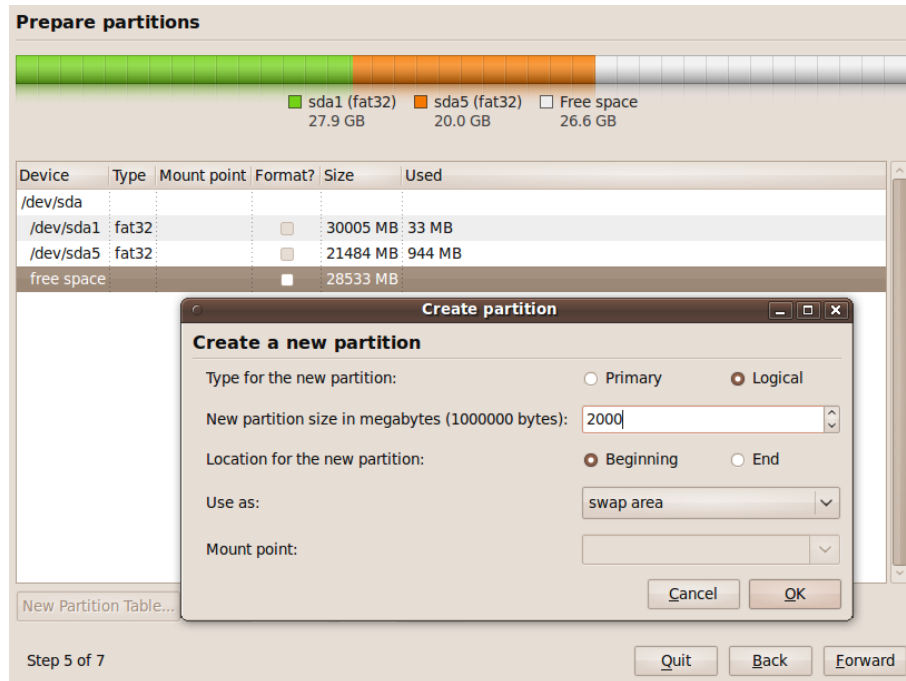 Prepare partitions
sda1 (fat32) sda5 (fat32) Free space
27.9 GB 20.0 GB 26.6 GB
Device Type Mount point Format? Size Used
/dev/sda
/dev/sda1 fat32 30005 MB 33 MB
/dev/sda5 fat32 21484 MB 944 MB
free space 28533 MB
Create partition
Create a new partition
Type for the new partition: Primary Logical
New partition size in megabytes (1000000 bytes): 2000
Location for the new partition: Beginning End
Use as: swap area
Mount point:
Cancel OK
New Partition Table...
Step 5 of 7 Quit Back Forward